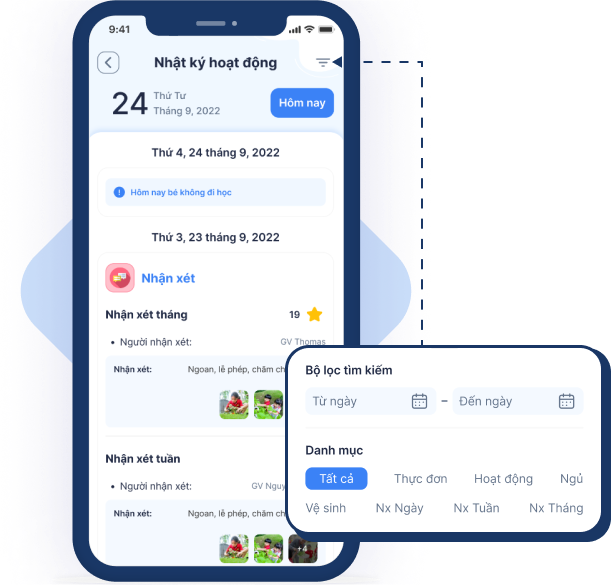 9:41
Nhật ký hoạt động
24
Thứ Tư
Tháng 9, 2022
Hôm nay
Thứ 4, 24 tháng 9, 2022
Hôm nay bé không đi học
Thứ 3, 23 tháng 9, 2022
Nhận xét
Nhận xét tháng 19
• Người nhận xét: GV Thomas
Nhận xét: Ngoan, lễ phép, chăm ch
Nhận xét tuần
• Người nhận xét: GV Nguy
Nhận xét: Ngoan, lễ phép, chăm ch
+4
Bộ lọc tìm kiếm
Từ ngày – Đến ngày
Danh mục
Tất cả Thực đơn Hoạt động Ngủ
Vệ sinh Nx Ngày Nx Tuần Nx Tháng